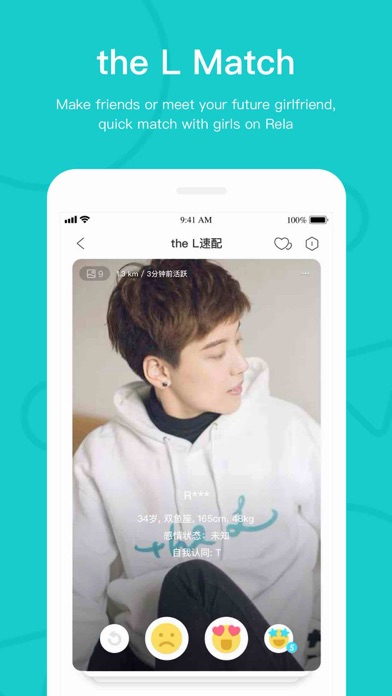 the L Match
Make friends or meet your future girlfriend,
quick match with girls on Rela
9:41 AM
100%
the L速配
9
1.3 km / 3分钟前活跃
R***
34岁, 双鱼座, 165cm, 48kg
感情状态: 未知
自我认同: T
the L
5